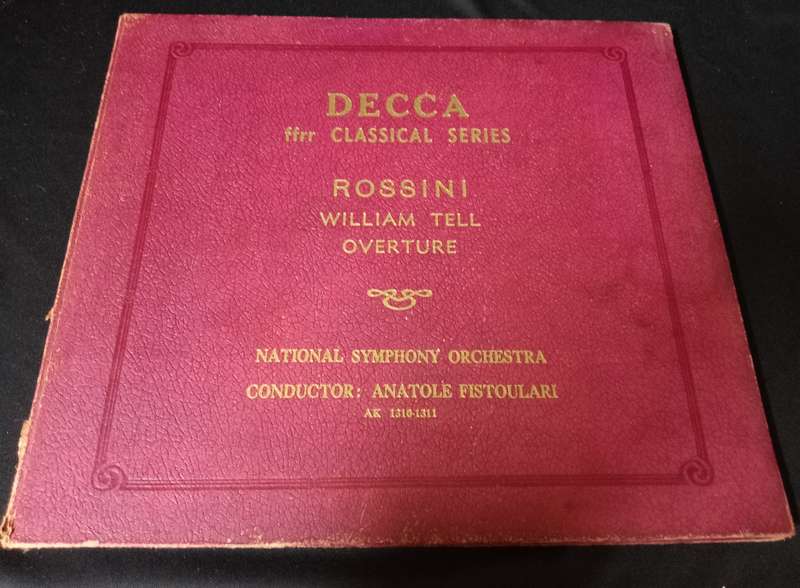 DECCA
ffrr CLASSICAL SERIES
ROSSINI
WILLIAM TELL
OVERTURE
NATIONAL SYMPHONY ORCHESTRA
CONDUCTOR: ANATOLE FISTOULARI
AK 1310-1311